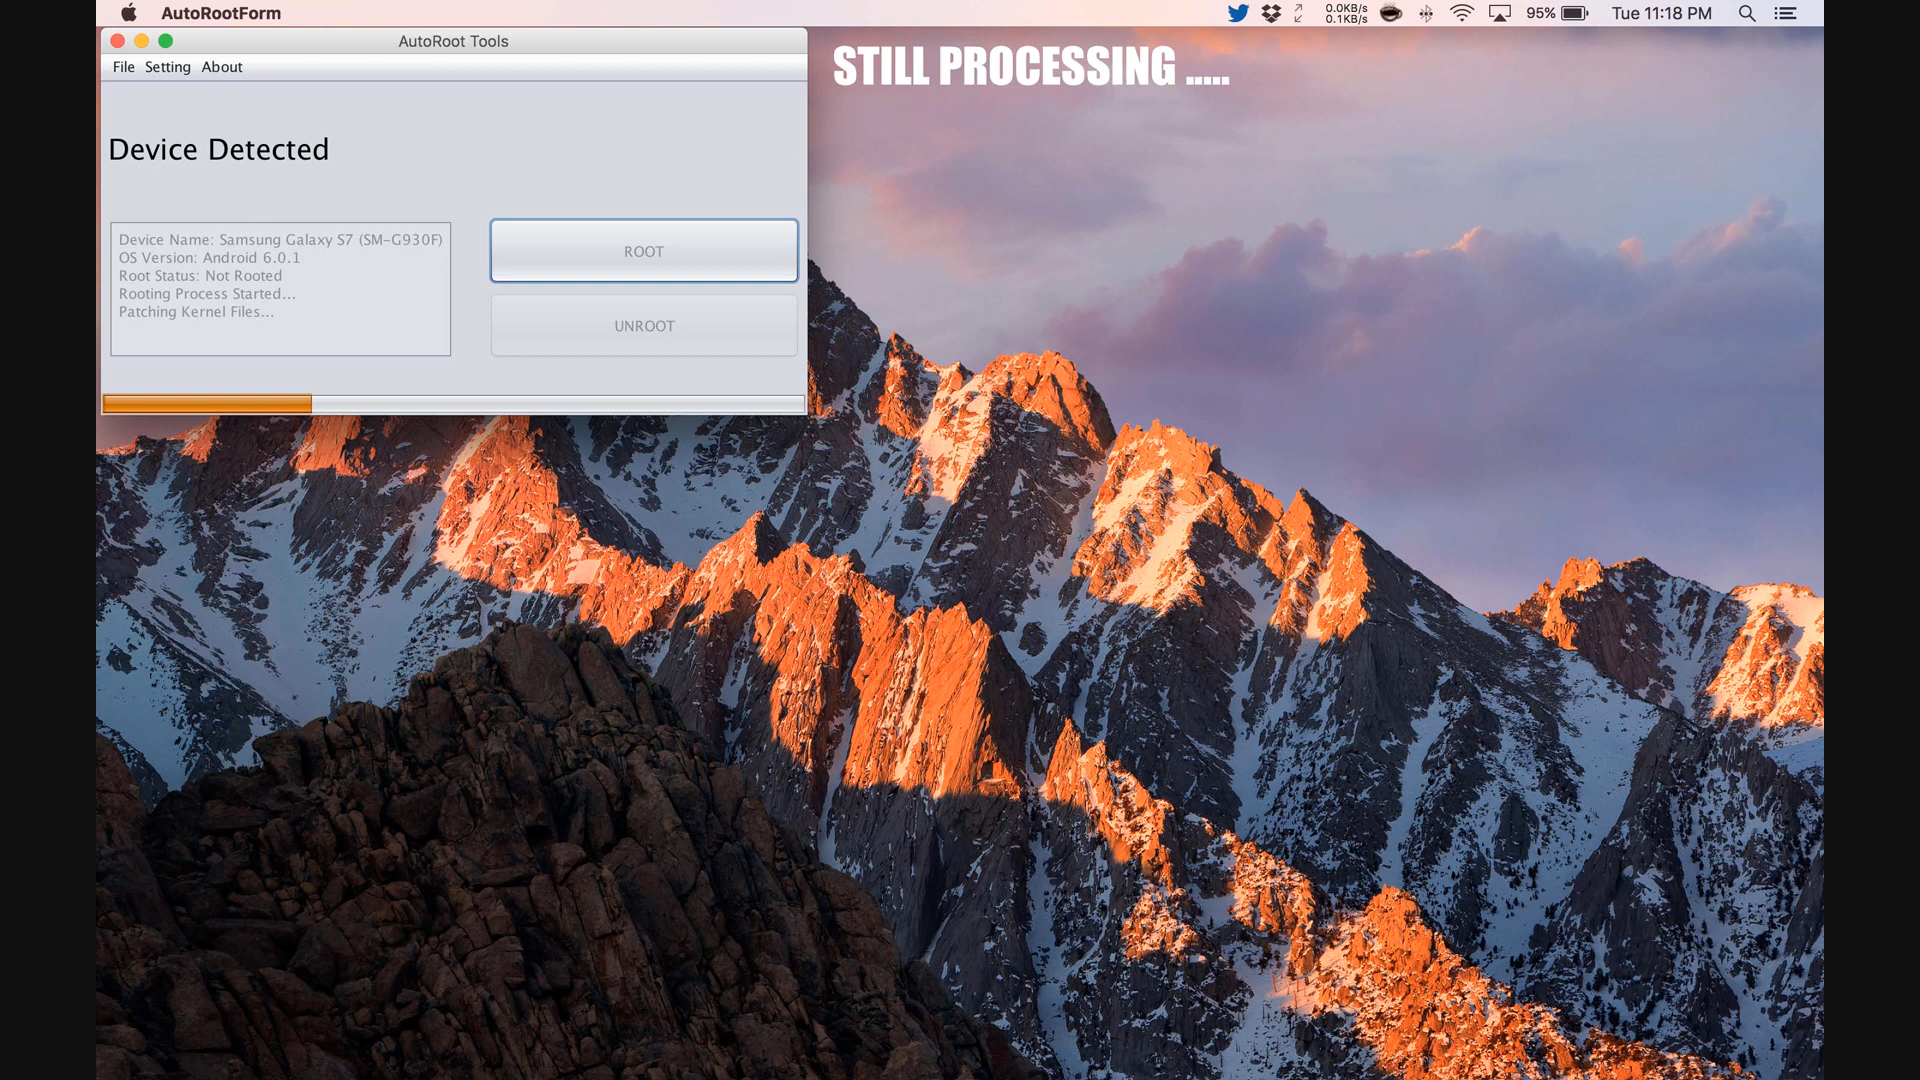 AutoRootForm
0.0KB/s
0.1KB/s
95%
Tue 11:18 PM
AutoRoot Tools
File Setting About
STILL PROCESSING .....
Device Detected
Device Name: Samsung Galaxy S7 (SM-G930F)
OS Version: Android 6.0.1
Root Status: Not Rooted
Rooting Process Started...
Patching Kernel Files...
ROOT
UNROOT